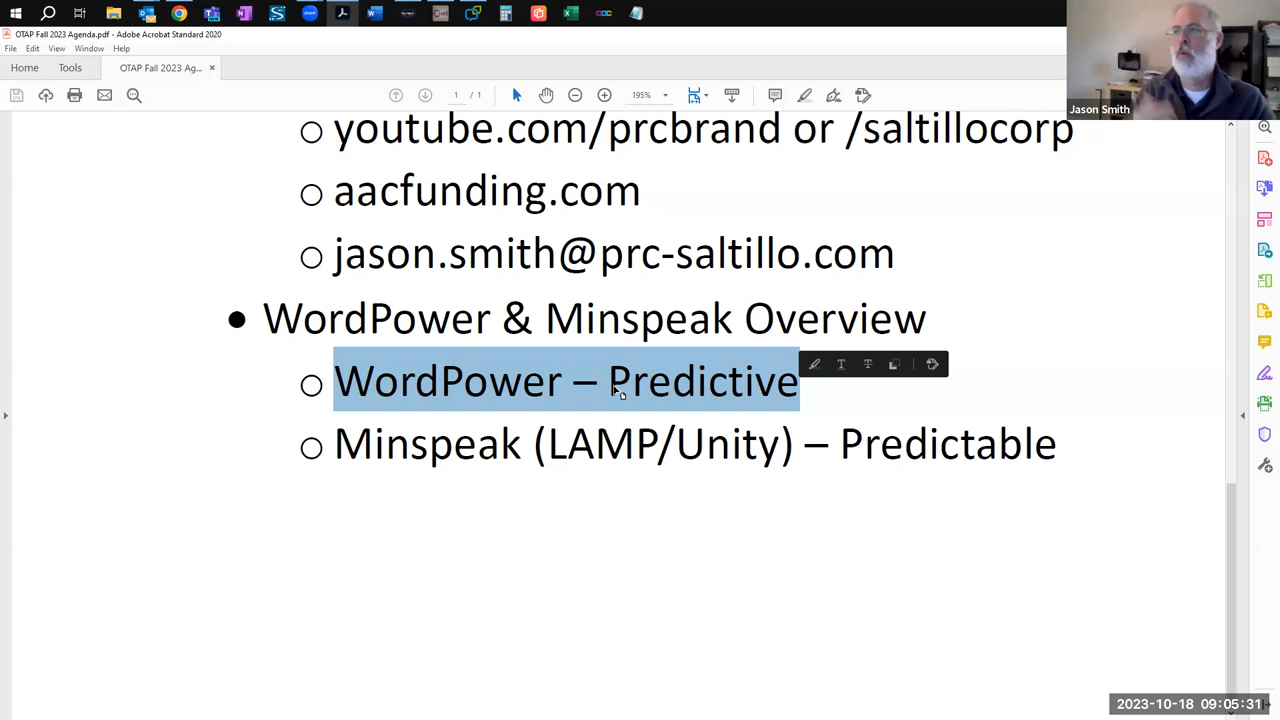 OTAP Fall 2023 Agenda.pdf - Adobe Acrobat Standard 2020
File Edit View Window Help
Home Tools OTAP Fall 2023 Ag... ×
1 / 1 195%
Jason Smith
○ youtube.com/prcbrand or /saltillocorp
○ aacfunding.com
○ jason.smith@prc-saltillo.com
● WordPower & Minspeak Overview
○ WordPower – Predictive
○ Minspeak (LAMP/Unity) – Predictable
2023-10-18 09:05:31